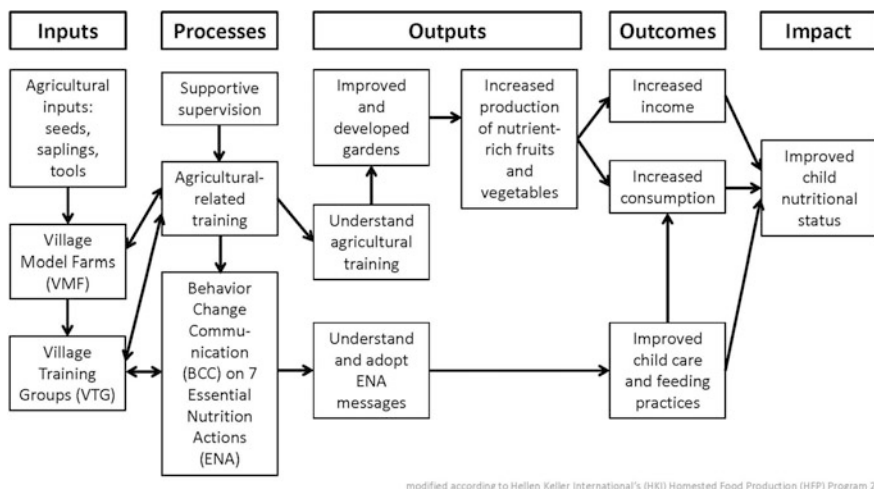 Inputs
Processes
Outputs
Outcomes
Impact
Agricultural
inputs:
seeds,
saplings,
tools
Village
Model Farms
(VMF)
Village
Training
Groups (VTG)
Supportive
supervision
Agricultural-
related
training
Behavior
Change
Commu-
nication
(BCC) on 7
Essential
Nutrition
Actions
(ENA)
Improved
and
developed
gardens
Understand
agricultural
training
Understand
and adopt
ENA
messages
Increased
production
of nutrient-
rich fruits
and
vegetables
Increased
income
Increased
consumption
Improved
child care
and feeding
practices
Improved
child
nutritional
status
modified according to Hellen Keller International's (HKI) Homested Food Production (HFP) Program 2